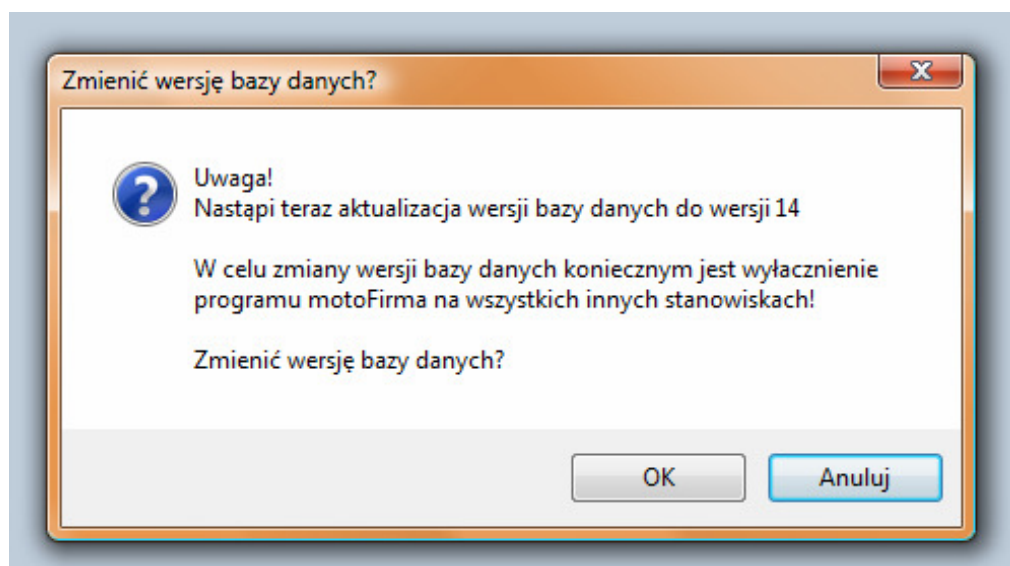 Zmienić wersję bazy danych?
Uwaga!
Nastąpi teraz aktualizacja wersji bazy danych do wersji 14
W celu zmiany wersji bazy danych koniecznym jest wyłacznienie
programu motoFirma na wszystkich innych stanowiskach!
Zmienić wersję bazy danych?
OK
Anuluj